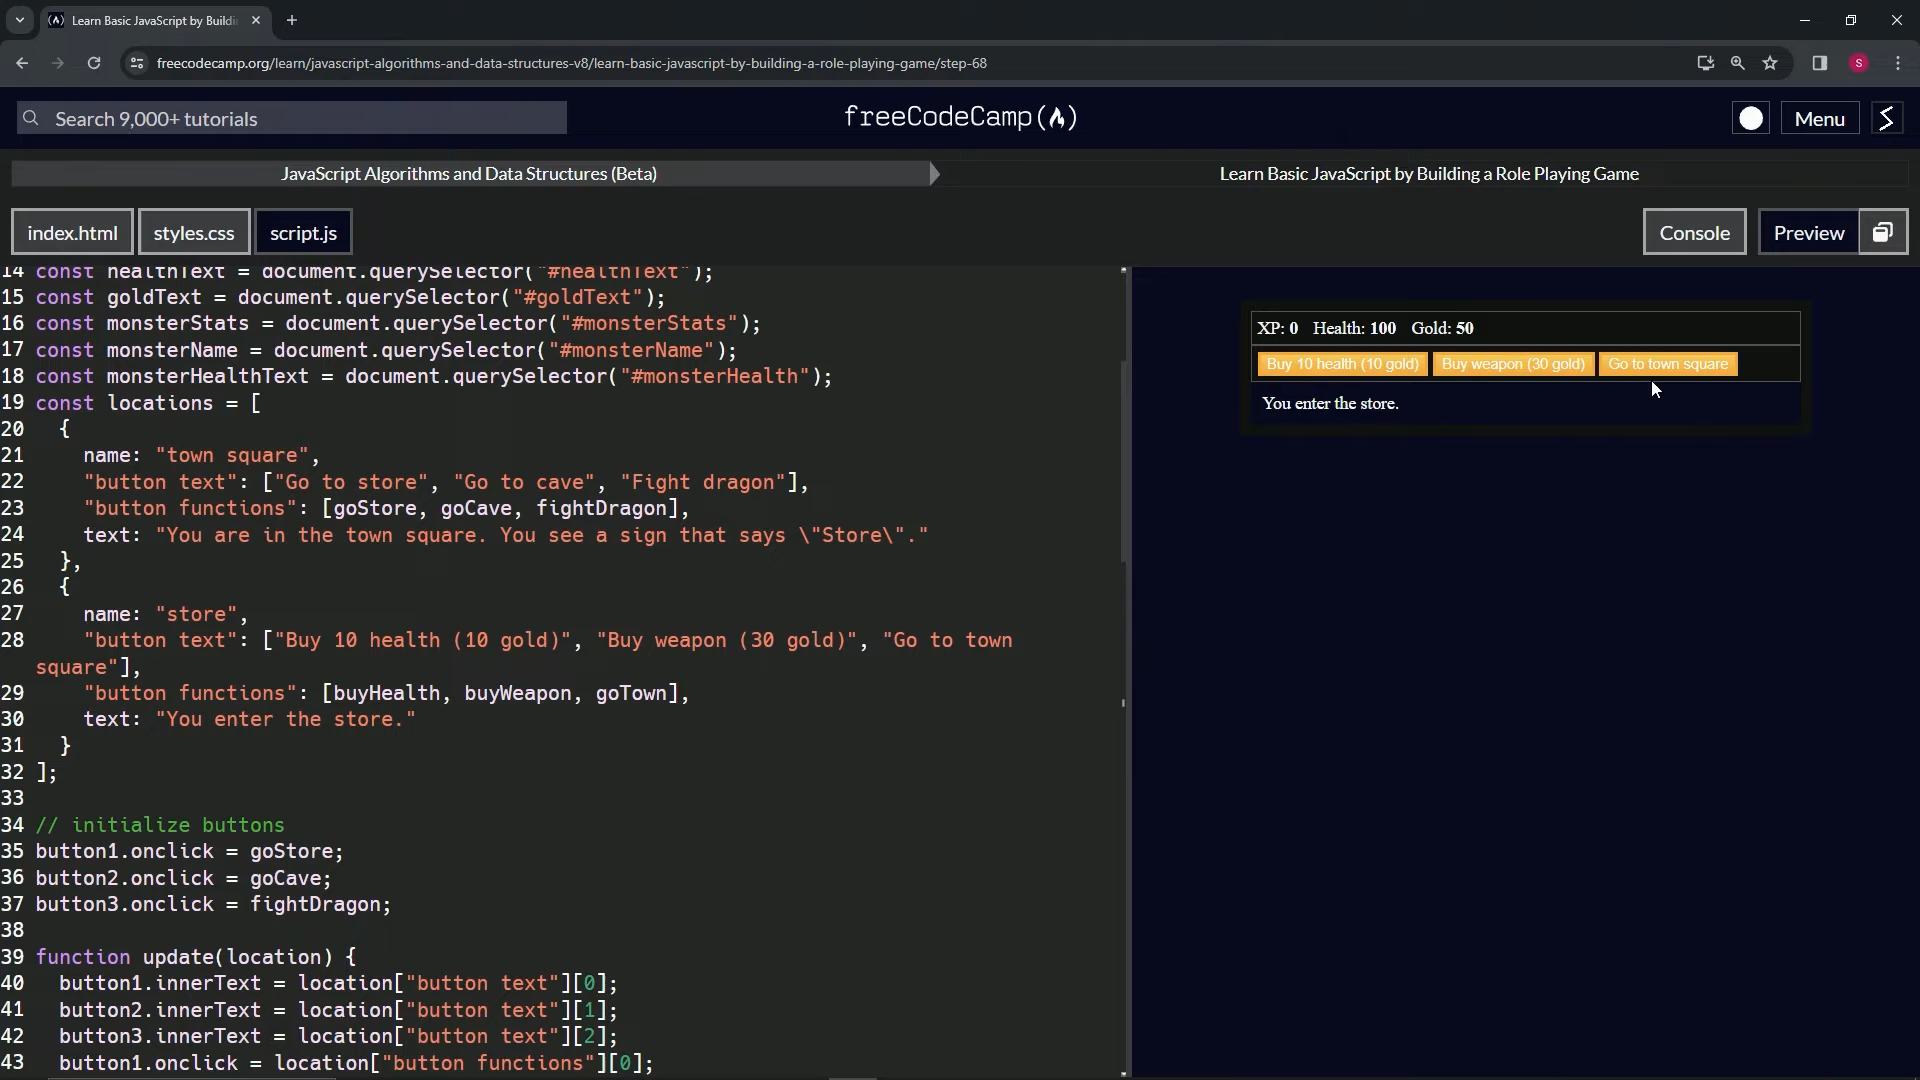 Learn Basic JavaScript by Buildi
freecodecamp.org/learn/javascript-algorithms-and-data-structures-v8/learn-basic-javascript-by-building-a-role-playing-game/step-68
S
Search 9,000+ tutorials
freeCodeCamp
Menu
JavaScript Algorithms and Data Structures (Beta)
Learn Basic JavaScript by Building a Role Playing Game
index.html
styles.css
script.js
Console
Preview
14 const healthText = document.querySelector("#healthText");
15 const goldText = document.querySelector("#goldText");
16 const monsterStats = document.querySelector("#monsterStats");
17 const monsterName = document.querySelector("#monsterName");
18 const monsterHealthText = document.querySelector("#monsterHealth");
19 const locations = [
20 {
21 name: "town square",
22 "button text": ["Go to store", "Go to cave", "Fight dragon"],
23 "button functions": [goStore, goCave, fightDragon],
24 text: "You are in the town square. You see a sign that says \"Store\"."
25 },
26 {
27 name: "store",
28 "button text": ["Buy 10 health (10 gold)", "Buy weapon (30 gold)", "Go to town
square"],
29 "button functions": [buyHealth, buyWeapon, goTown],
30 text: "You enter the store."
31 }
32 ];
33
34 // initialize buttons
35 button1.onclick = goStore;
36 button2.onclick = goCave;
37 button3.onclick = fightDragon;
38
39 function update(location) {
40 button1.innerText = location["button text"][0];
41 button2.innerText = location["button text"][1];
42 button3.innerText = location["button text"][2];
43 button1.onclick = location["button functions"][0];
XP: 0 Health: 100 Gold: 50
Buy 10 health (10 gold)
Buy weapon (30 gold)
Go to town square
You enter the store.